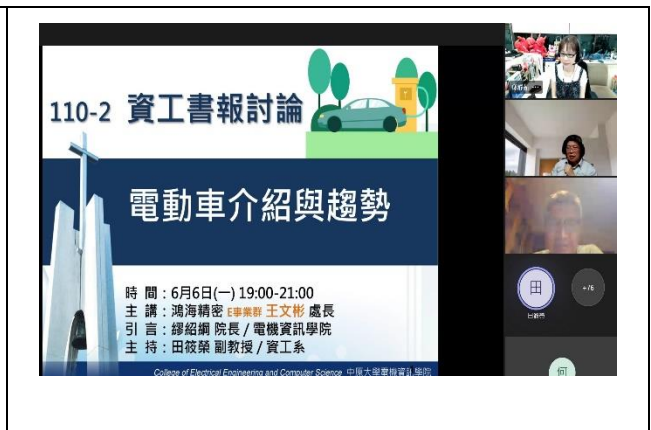 110-2 資工書報討論
電動車介紹與趨勢
時 間：6月6日(一) 19:00-21:00
主 講：鴻海精密 E事業群 王文彬 處長
引 言：繆紹綱 院長 / 電機資訊學院
主 持：田筱榮 副教授 / 資工系
College of Electrical Engineering and Computer Science 中原大學電機資訊學院
田
+76
田筱榮
何